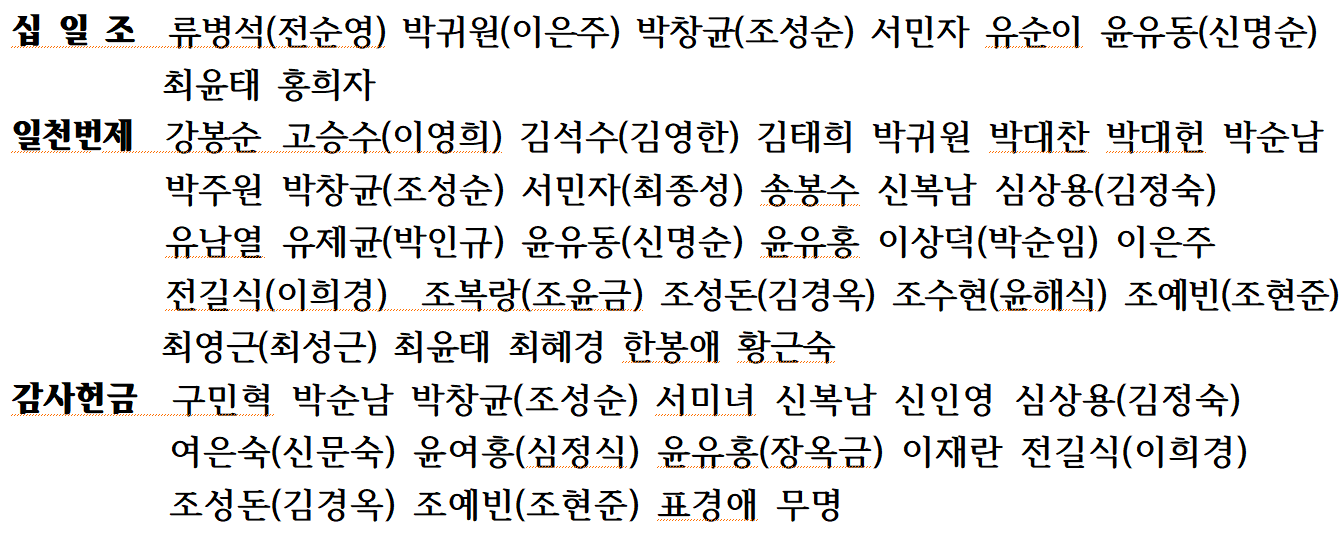 십 일 조 류병석(전순영) 박귀원(이은주) 박창균(조성순) 서민자 유순이 윤유동(신명순)
최윤태 홍희자
일천번제 강봉순 고승수(이영희) 김석수(김영한) 김태희 박귀원 박대찬 박대헌 박순남
박주원 박창균(조성순) 서민자(최종성) 송봉수 신복남 심상용(김정숙)
유남열 유제균(박인규) 윤유동(신명순) 윤유홍 이상덕(박순임) 이은주
전길식(이희경) 조복랑(조윤금) 조성돈(김경옥) 조수현(윤해식) 조예빈(조현준)
최영근(최성근) 최윤태 최혜경 한봉애 황근숙
감사헌금 구민혁 박순남 박창균(조성순) 서미녀 신복남 신인영 심상용(김정숙)
여은숙(신문숙) 윤여홍(심정식) 윤유홍(장옥금) 이재란 전길식(이희경)
조성돈(김경옥) 조예빈(조현준) 표경애 무명